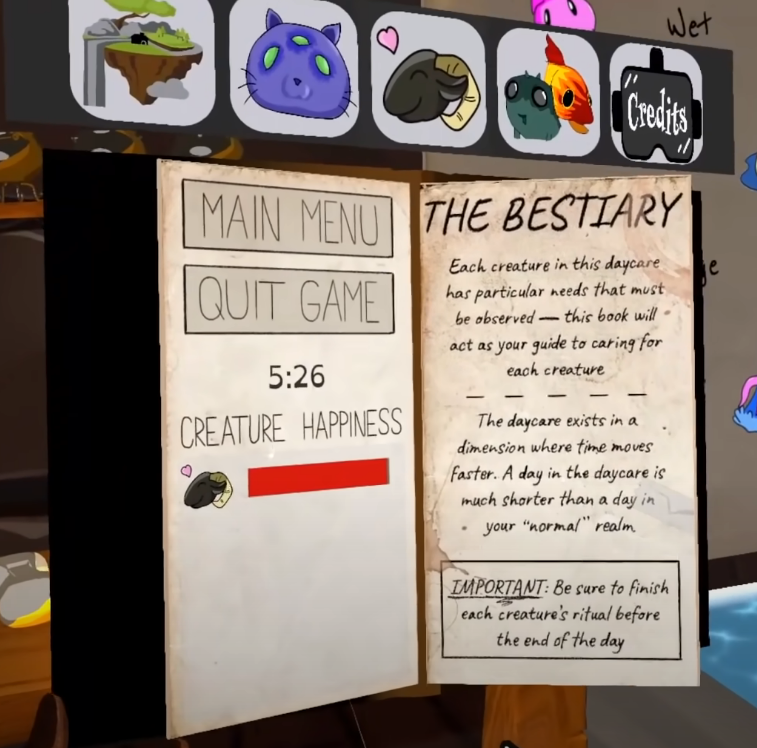 Wet
Credits
MAIN MENU
QUIT GAME
5:26
CREATURE HAPPINESS
THE BESTIARY
Each creature in this daycare
has particular needs that must
be observed — this book will
act as your guide to caring for
each creature
— — — — —
The daycare exists in a
dimension where time moves
faster. A day in the daycare is
much shorter than a day in
your "normal" realm
IMPORTANT: Be sure to finish
each creature's ritual before
the end of the day